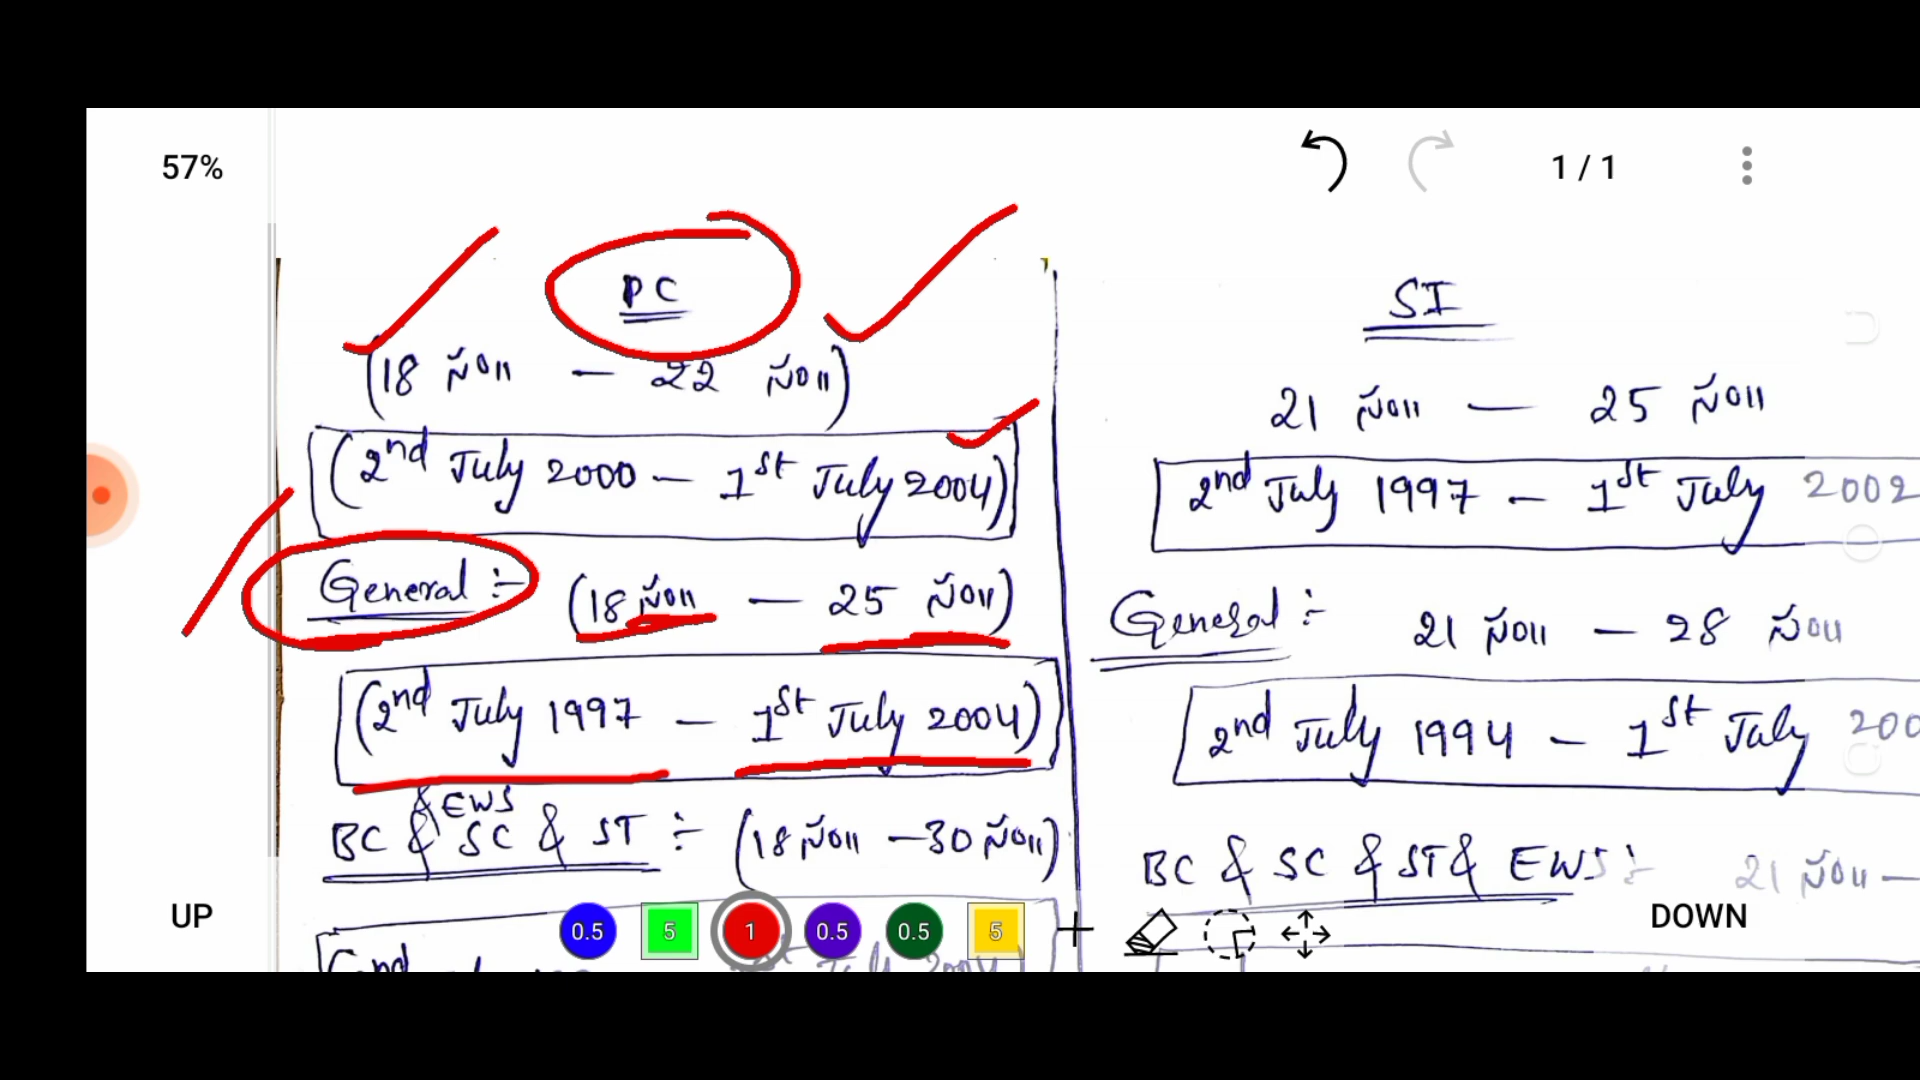 57%
1 / 1
PC
(18 సం॥ — 22 సం॥)
(2nd July 2000 — 1st July 2004)
General :- (18 సం॥ — 25 సం॥)
(2nd July 1997 — 1st July 2004)
& EWS
BC & SC & ST :- (18 సం॥ — 30 సం॥)
SI
21 సం॥ — 25 సం॥
2nd July 1997 — 1st July 2002
General :- 21 సం॥ — 28 సం॥
2nd July 1994 — 1st July 200
BC & SC & ST & EWS :- 21 సం॥ —
UP
0.5 5 1 0.5 0.5 5
DOWN